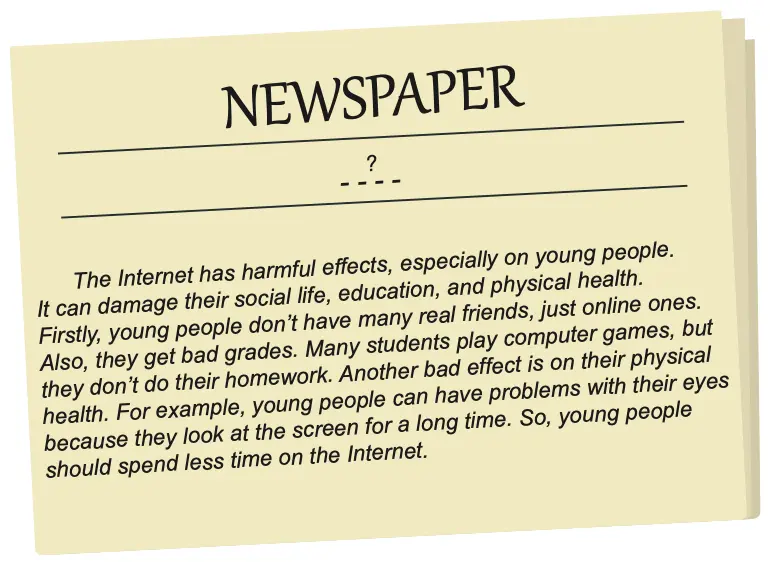 NEWSPAPER
?
- - - -
The Internet has harmful effects, especially on young people.
It can damage their social life, education, and physical health.
Firstly, young people don’t have many real friends, just online ones.
Also, they get bad grades. Many students play computer games, but
they don’t do their homework. Another bad effect is on their physical
health. For example, young people can have problems with their eyes
because they look at the screen for a long time. So, young people
should spend less time on the Internet.